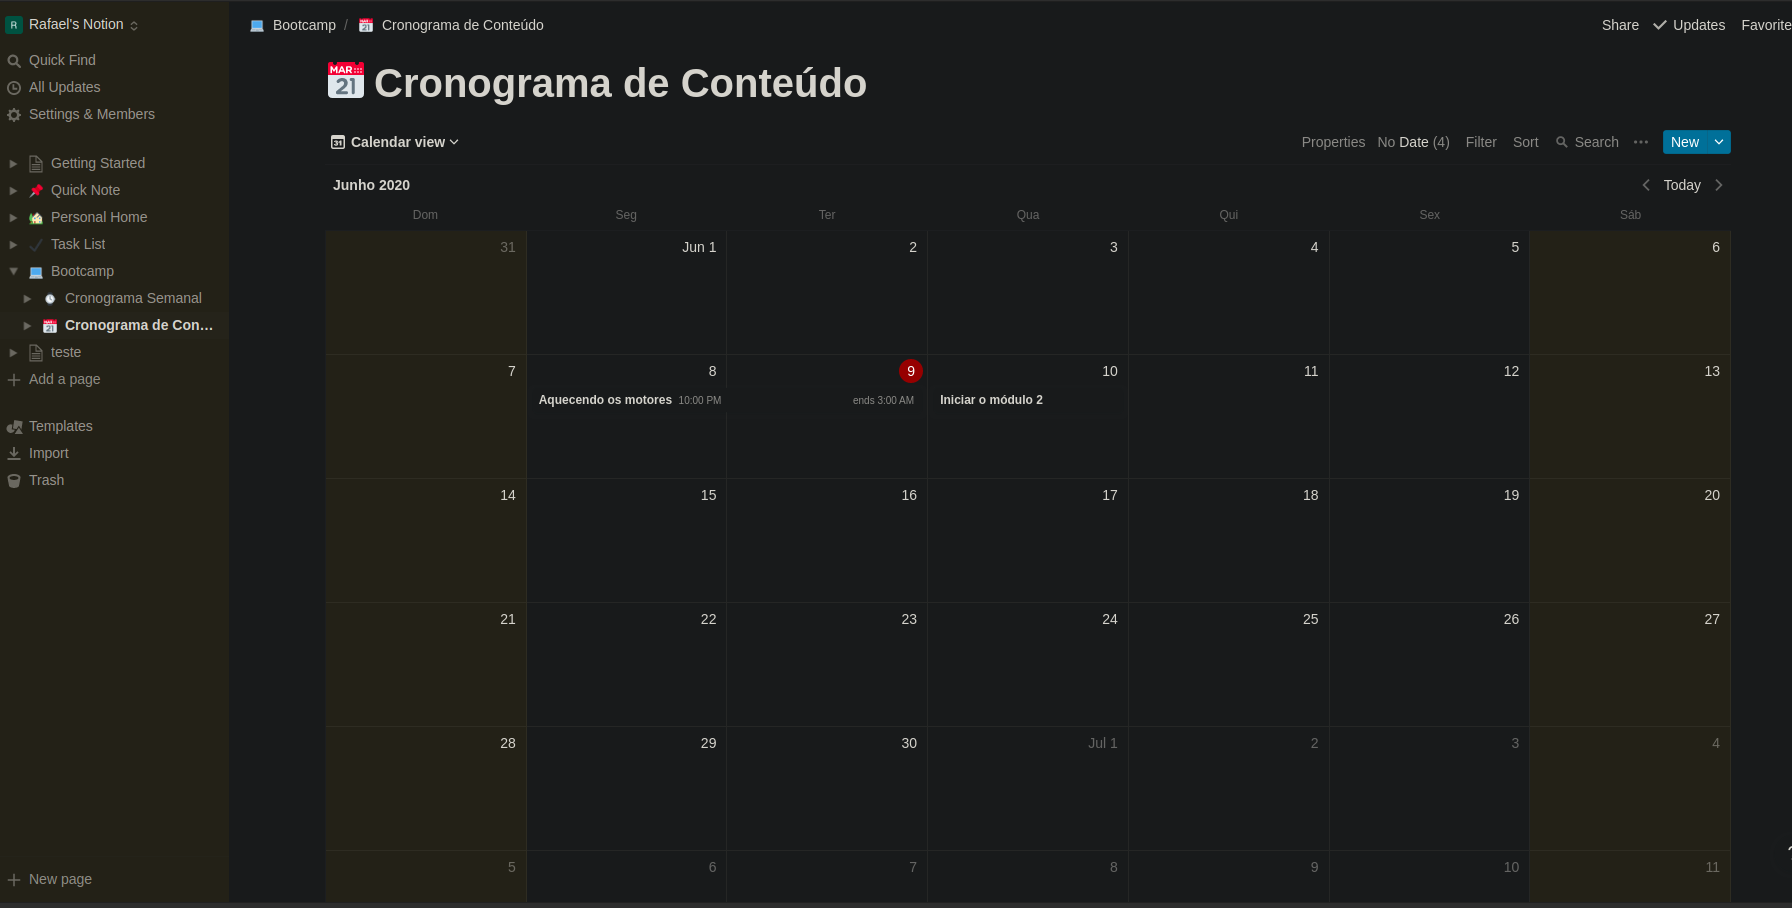 R Rafael's Notion
Quick Find
All Updates
Settings & Members
Getting Started
Quick Note
Personal Home
Task List
Bootcamp
Cronograma Semanal
Cronograma de Con...
teste
Add a page
Templates
Import
Trash
New page
Bootcamp / Cronograma de Conteúdo
Share Updates Favorite
MAR 21 Cronograma de Conteúdo
Calendar view
Properties No Date (4) Filter Sort Search ••• New
Junho 2020
Today
Dom Seg Ter Qua Qui Sex Sáb
31 Jun 1 2 3 4 5 6
7 8 9 10 11 12 13
Aquecendo os motores 10:00 PM ends 3:00 AM Iniciar o módulo 2
14 15 16 17 18 19 20
21 22 23 24 25 26 27
28 29 30 Jul 1 2 3 4
5 6 7 8 9 10 11